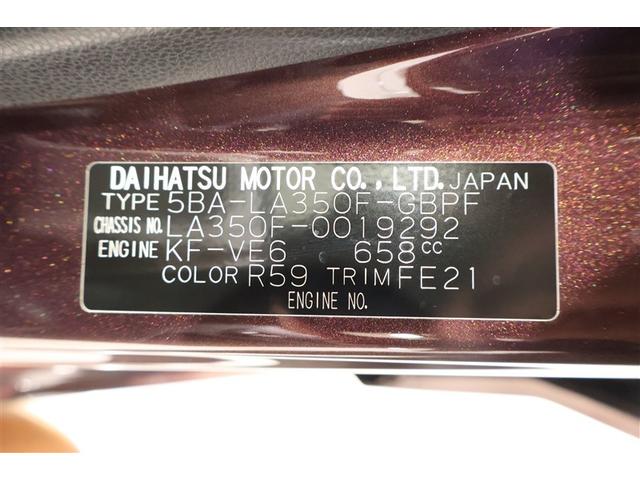 DAIHATSU MOTOR CO., LTD. JAPAN
TYPE 5BA-LA350F-GBPF
CHASSIS NO. LA350F-0019292
ENGINE KF-VE6 658cc
COLOR R59 TRIM FE21
ENGINE NO.